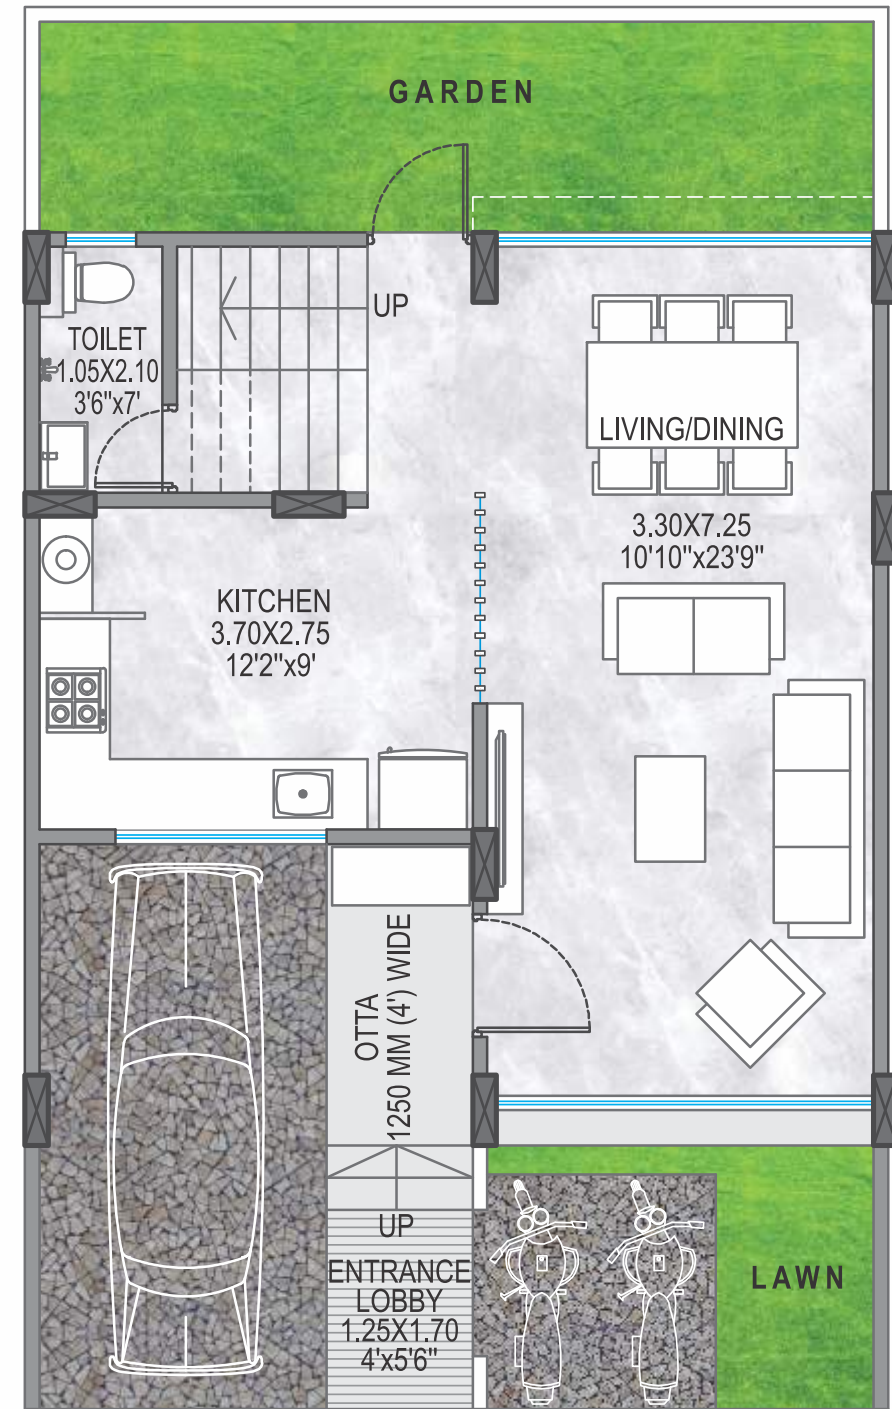 GARDEN
UP
TOILET
1.05X2.10
3'6"x7'
LIVING/DINING
3.30X7.25
10'10"x23'9"
KITCHEN
3.70X2.75
12'2"x9'
OTTA
1250 MM (4') WIDE
UP
ENTRANCE
LOBBY
1.25X1.70
4'x5'6"
LAWN